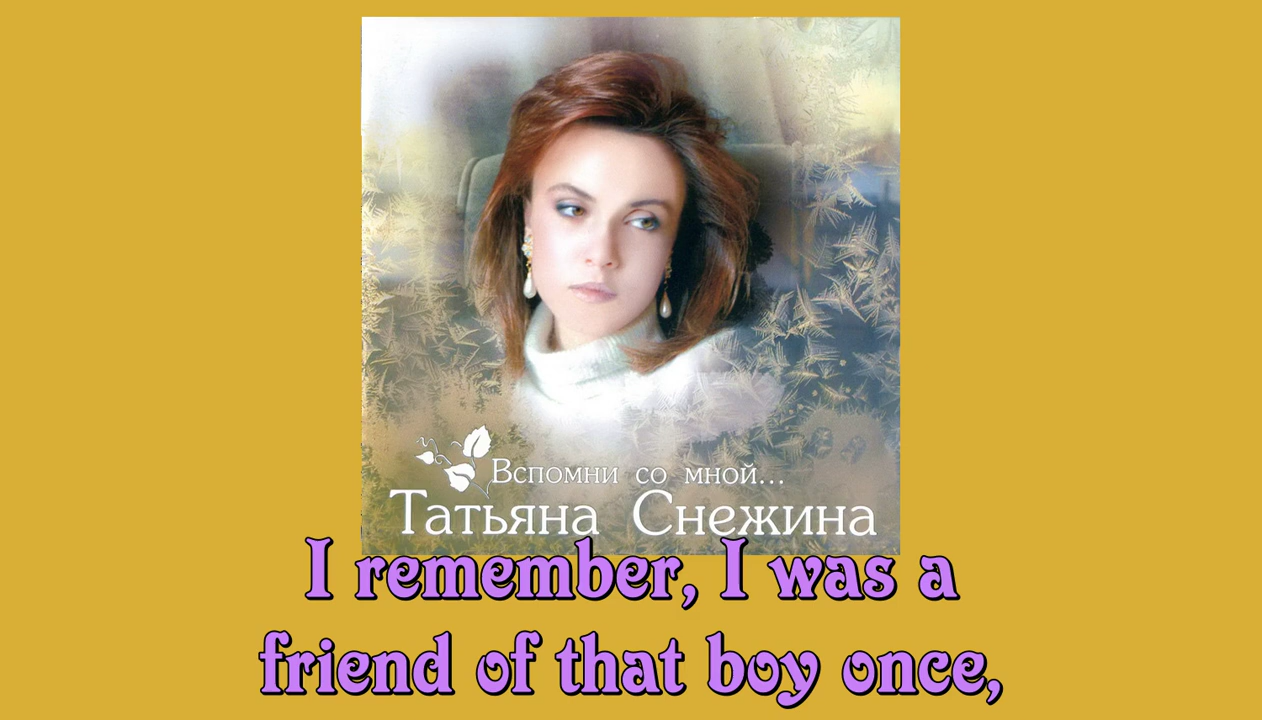 Вспомни со мной...
Татьяна Снежина
I remember, I was a
friend of that boy once,